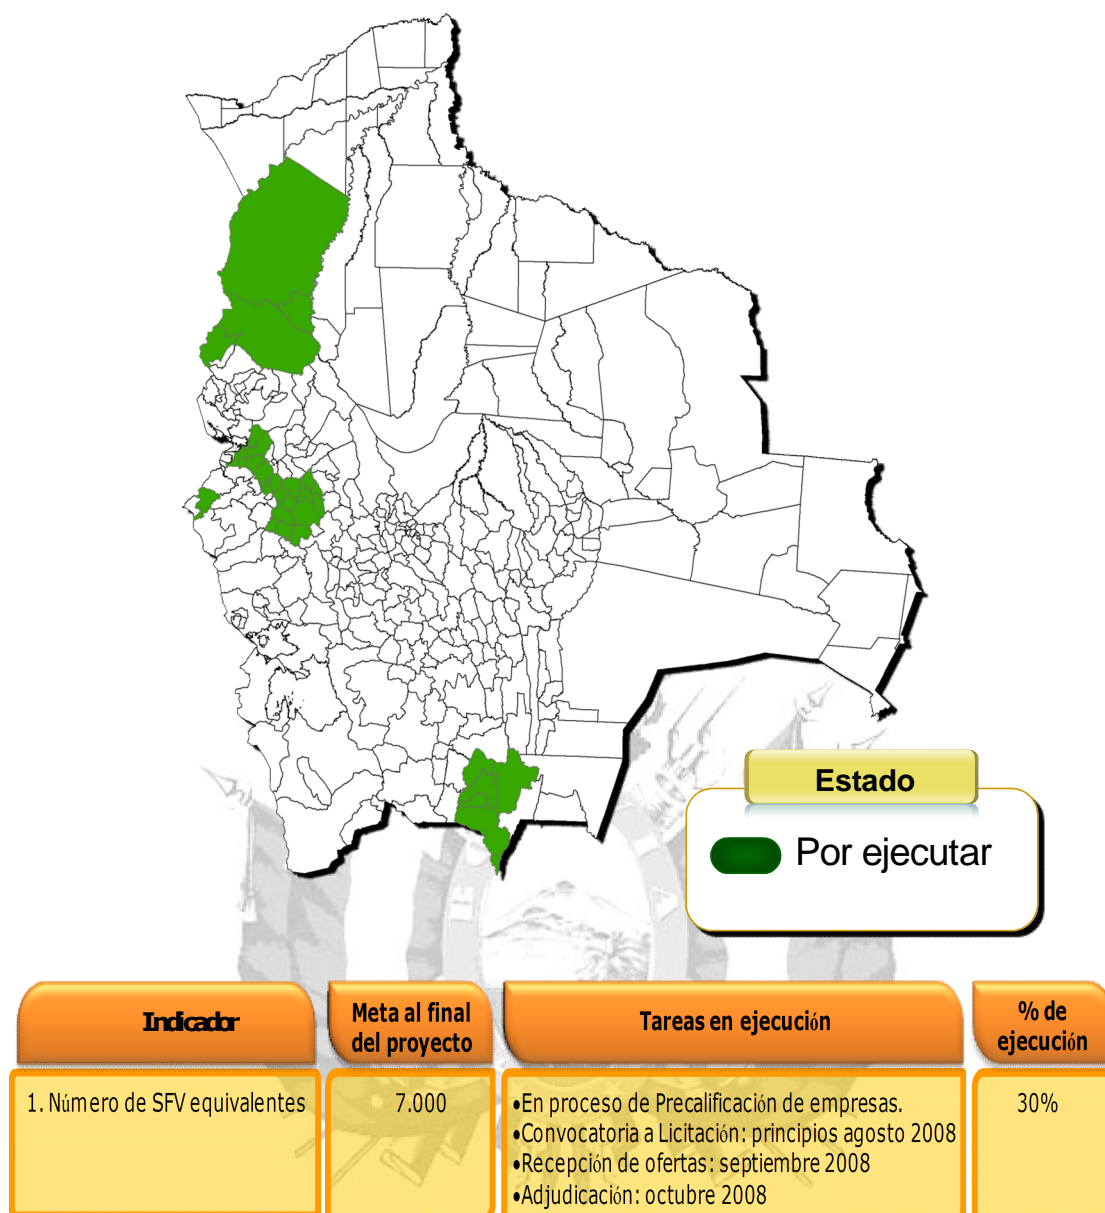 Estado
Por ejecutar
Indicador
Meta al final
del proyecto
Tareas en ejecución
% de
ejecución
1. Número de SFV equivalentes
7.000
•En proceso de Precalificación de empresas.
•Convocatoria a Licitación: principios agosto 2008
•Recepción de ofertas: septiembre 2008
•Adjudicación: octubre 2008
30%